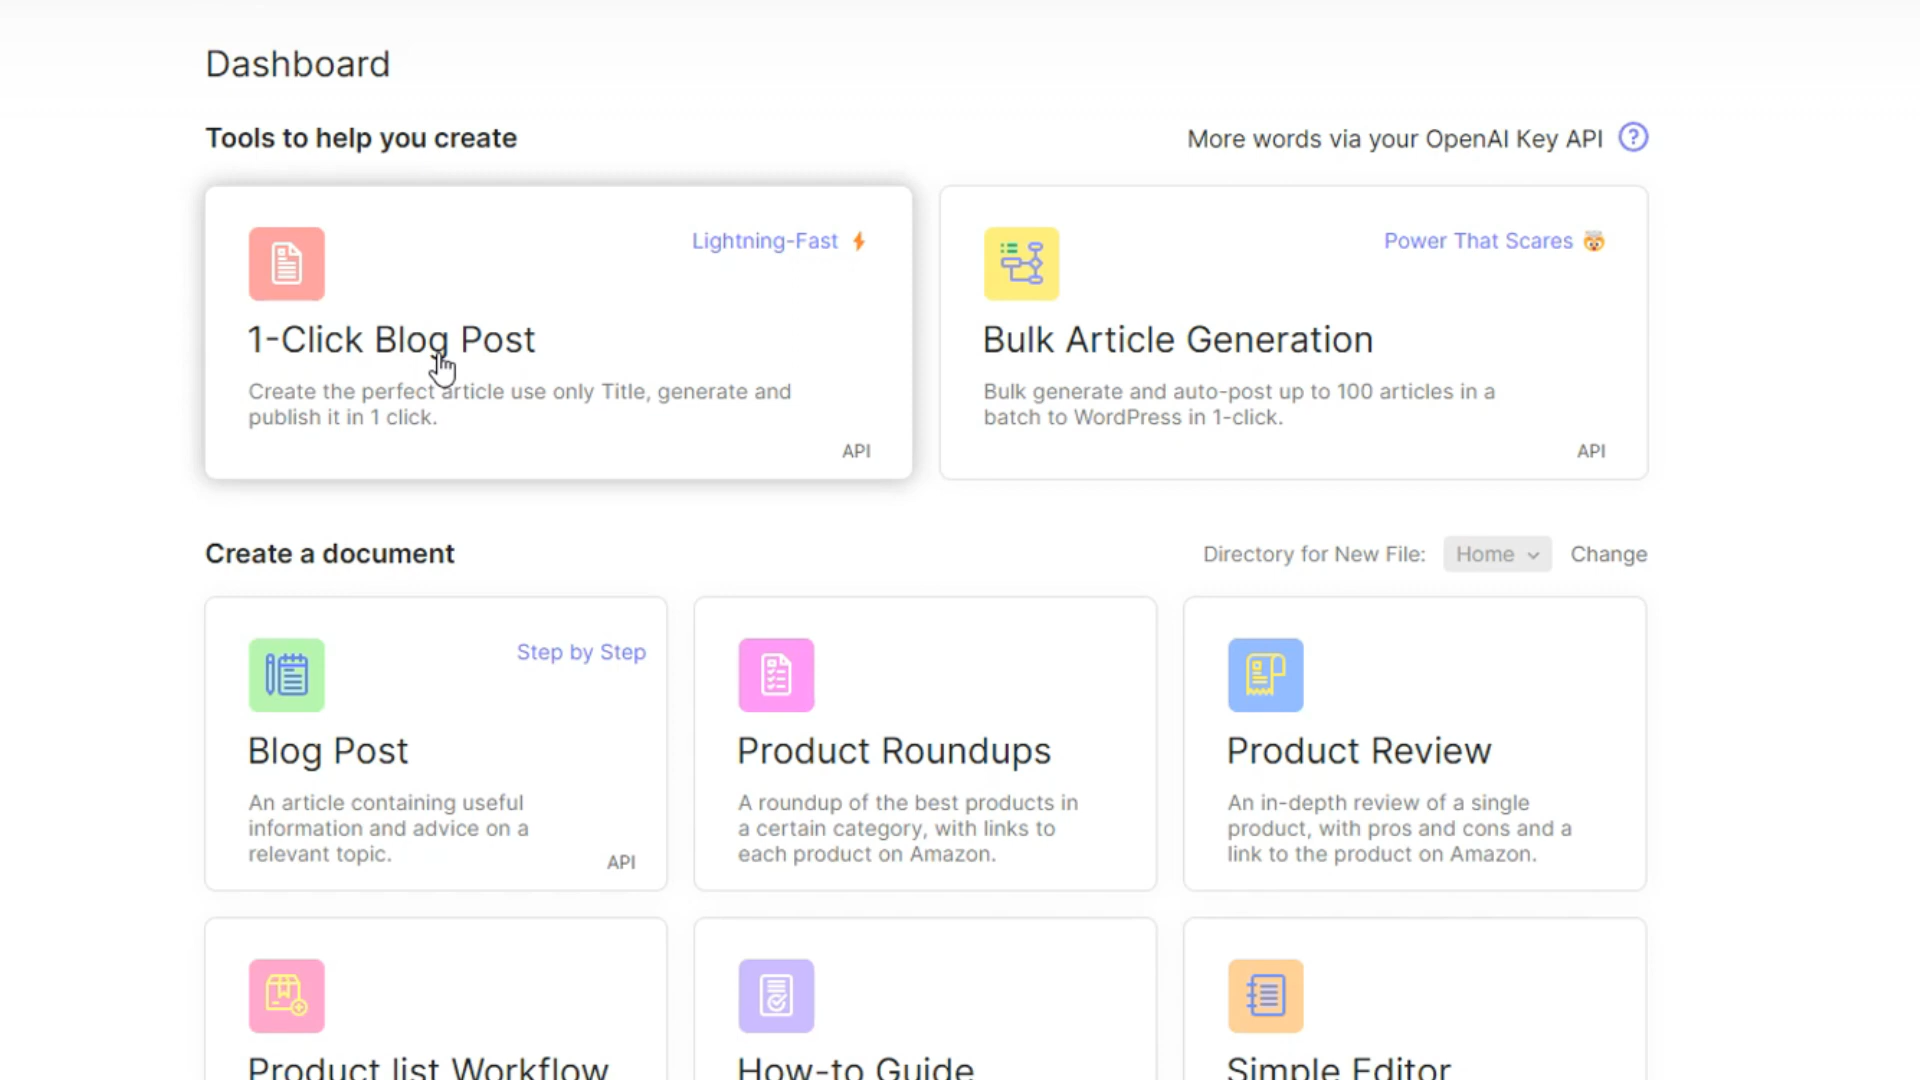 Dashboard
Tools to help you create
More words via your OpenAI Key API
Lightning-Fast
1-Click Blog Post
Create the perfect article use only Title, generate and
publish it in 1 click.
API
Power That Scares
Bulk Article Generation
Bulk generate and auto-post up to 100 articles in a
batch to WordPress in 1-click.
API
Create a document
Directory for New File: Home Change
Step by Step
Blog Post
An article containing useful
information and advice on a
relevant topic.
API
Product Roundups
A roundup of the best products in
a certain category, with links to
each product on Amazon.
Product Review
An in-depth review of a single
product, with pros and cons and a
link to the product on Amazon.
Product list Workflow
How-to Guide
Simple Editor